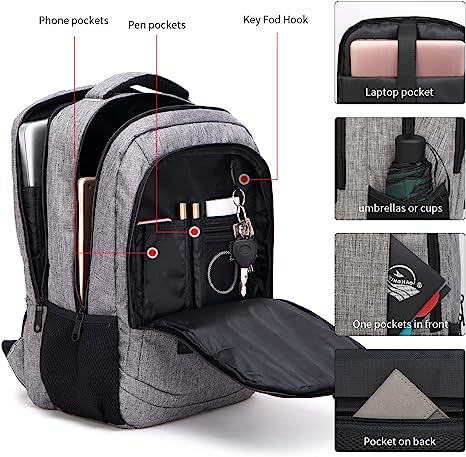 Phone pockets
Pen pockets
Key Fod Hook
Laptop pocket
umbrellas or cups
One pockets in front
Pocket on back